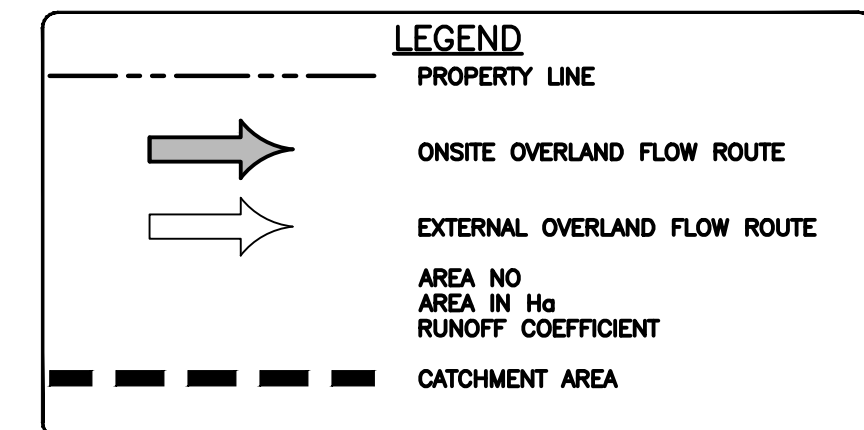 LEGEND
PROPERTY LINE
ONSITE OVERLAND FLOW ROUTE
EXTERNAL OVERLAND FLOW ROUTE
AREA NO
AREA IN Ha
RUNOFF COEFFICIENT
CATCHMENT AREA